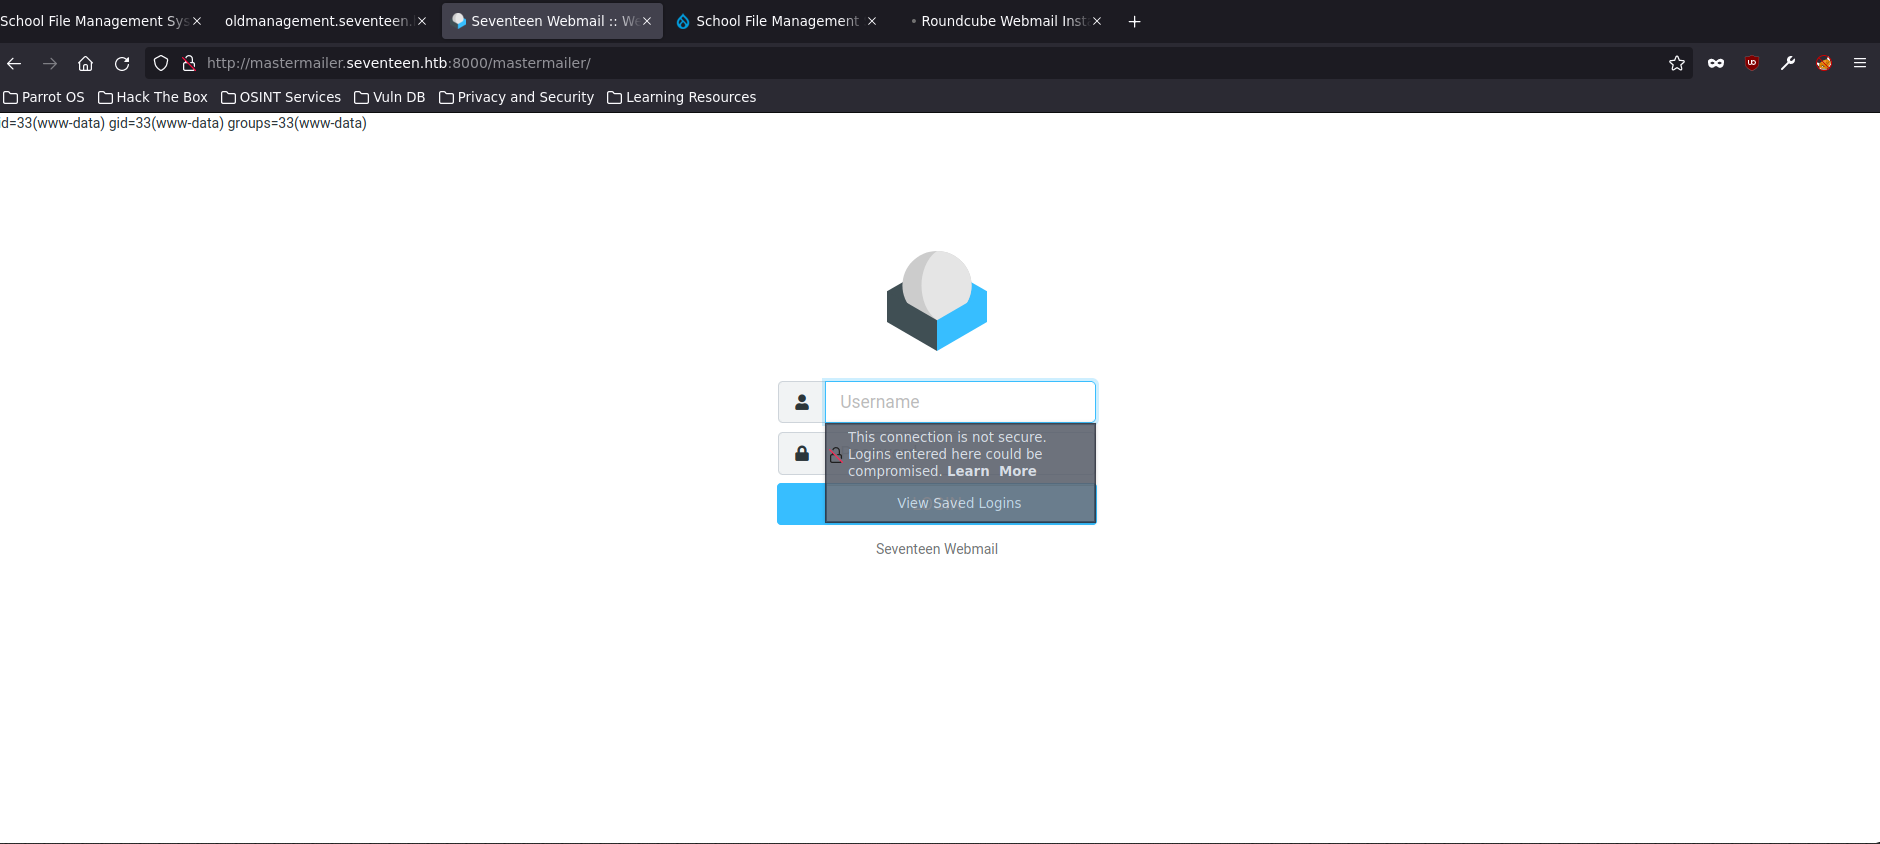 School File Management Sys
oldmanagement.seventeen.
Seventeen Webmail :: We
School File Management
Roundcube Webmail Inst
http://mastermailer.seventeen.htb:8000/mastermailer/
Parrot OS
Hack The Box
OSINT Services
Vuln DB
Privacy and Security
Learning Resources
id=33(www-data) gid=33(www-data) groups=33(www-data)
Username
This connection is not secure.
Logins entered here could be
compromised. Learn More
View Saved Logins
Seventeen Webmail